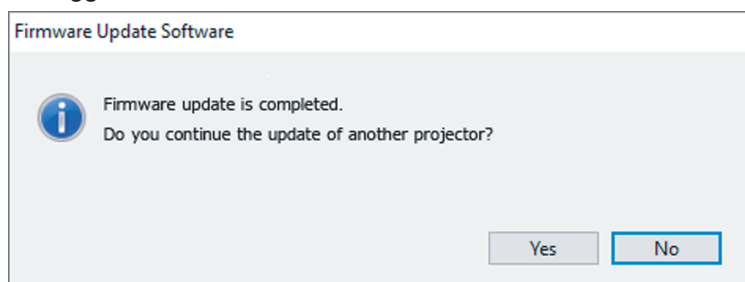 Firmware Update Software
Firmware update is completed.
Do you continue the update of another projector?
Yes No